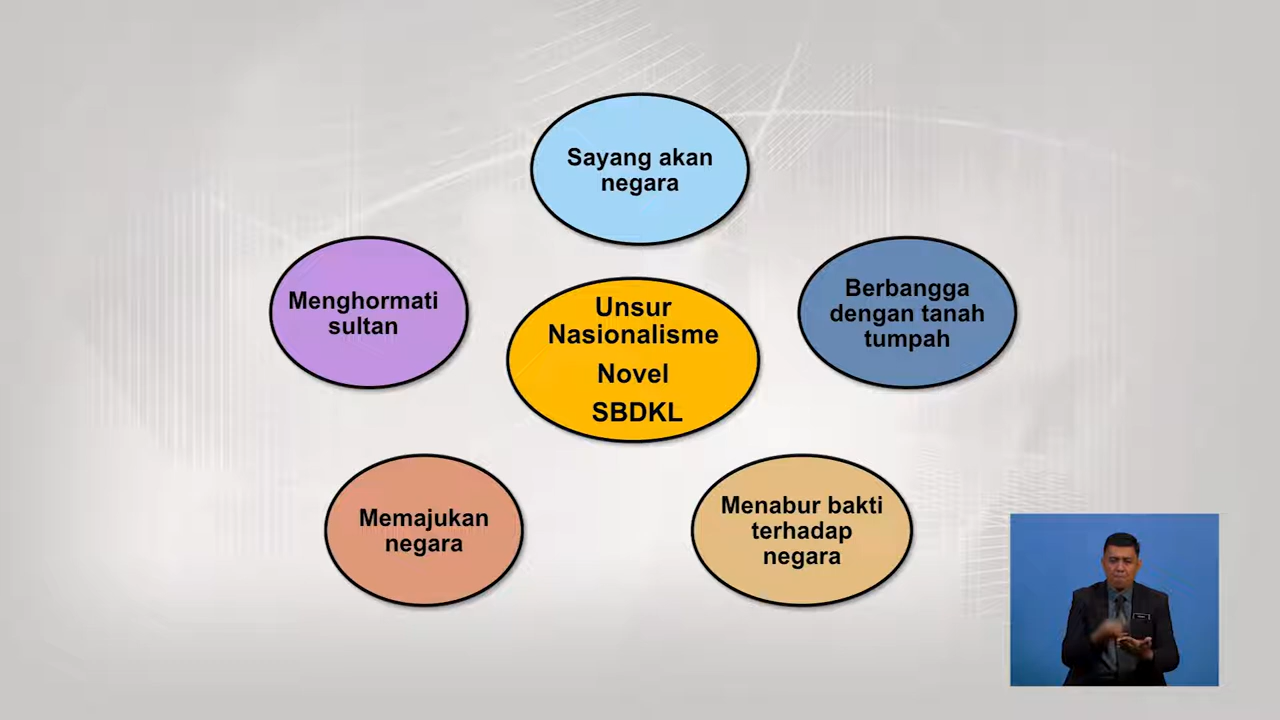 Sayang akan
negara
Menghormati
sultan
Berbangga
dengan tanah
tumpah
Unsur
Nasionalisme
Novel
SBDKL
Memajukan
negara
Menabur bakti
terhadap
negara